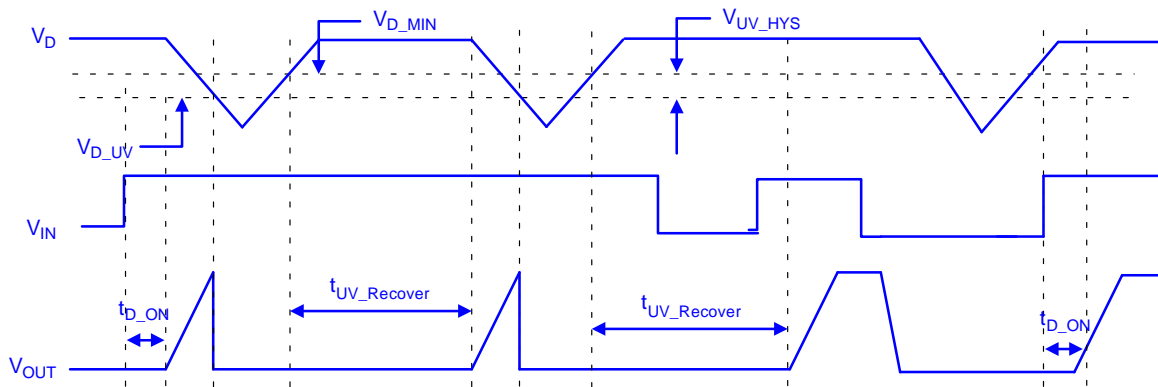 V_D_MIN
V_UV_HYS
V_D
V_D_UV
V_IN
t_D_ON
t_UV_Recover
t_UV_Recover
t_D_ON
V_OUT